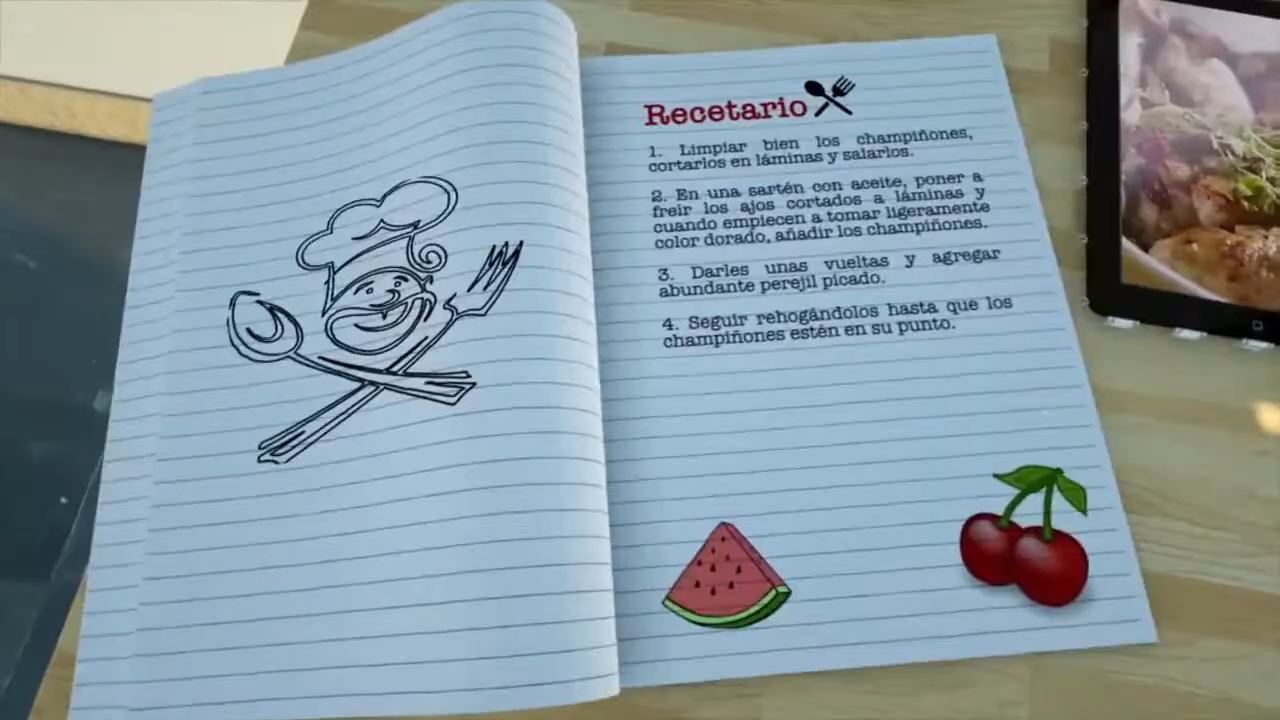 Recetario
1. Limpiar bien los champiñones,
cortarlos en láminas y salarlos.
2. En una sartén con aceite, poner a
freir los ajos cortados a láminas y
cuando empiecen a tomar ligeramente
color dorado, añadir los champiñones.
3. Darles unas vueltas y agregar
abundante perejil picado.
4. Seguir rehogándolos hasta que los
champiñones estén en su punto.